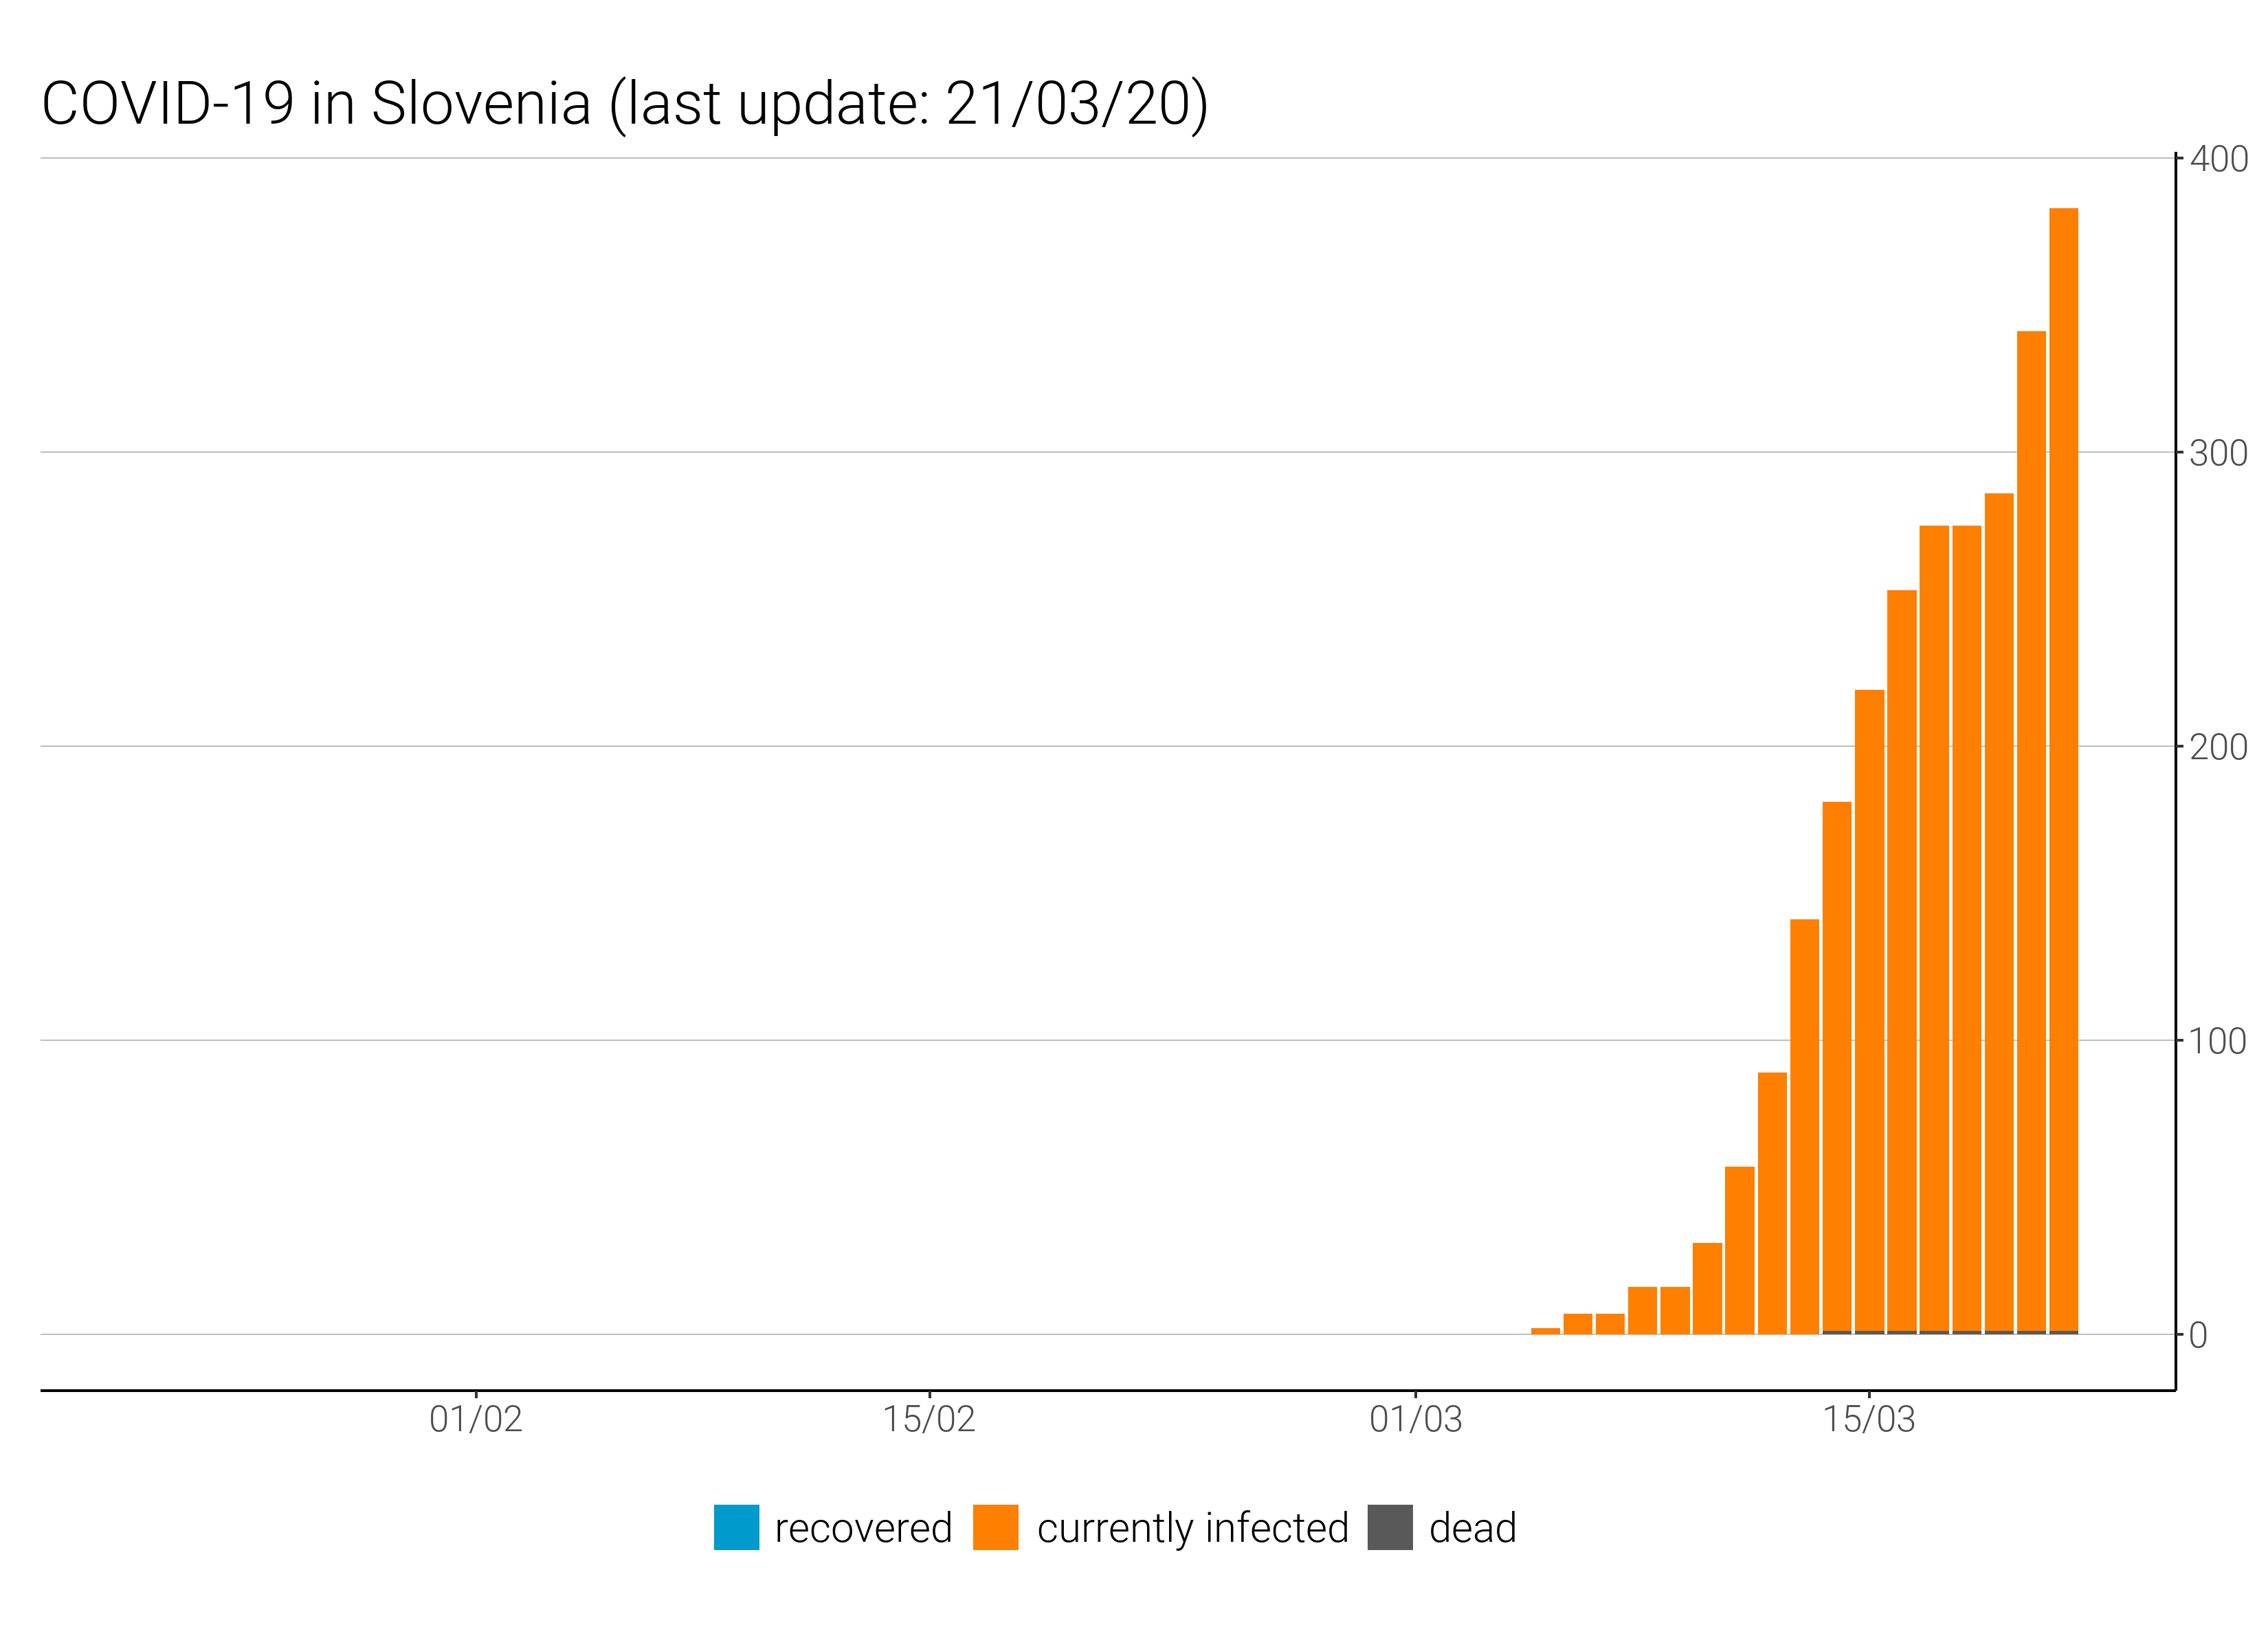 COVID-19 in Slovenia (last update: 21/03/20)
400
300
200
100
0
01/02 15/02 01/03 15/03
recovered currently infected dead